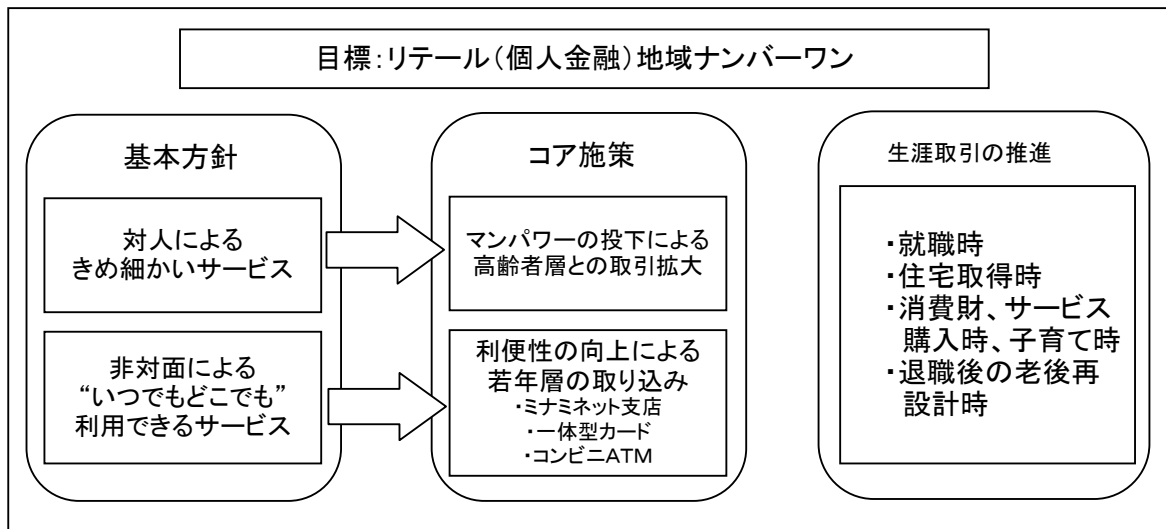 目標:リテール(個人金融)地域ナンバーワン
基本方針
対人による
きめ細かいサービス
非対面による
“いつでもどこでも”
利用できるサービス
コア施策
マンパワーの投下による
高齢者層との取引拡大
利便性の向上による
若年層の取り込み
・ミナミネット支店
・一体型カード
・コンビニATM
生涯取引の推進
・就職時
・住宅取得時
・消費財、サービス
購入時、子育て時
・退職後の老後再
設計時